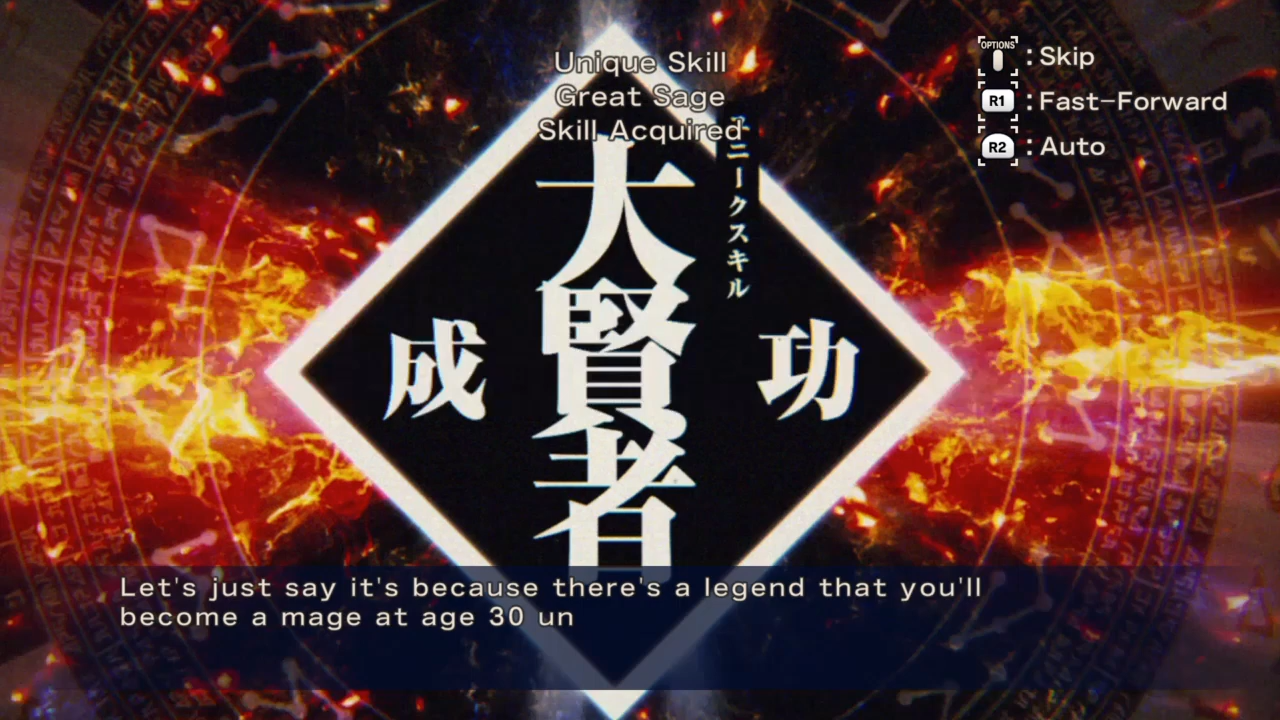 Unique Skill
Great Sage
Skill Acquired
OPTIONS : Skip
R1 : Fast-Forward
R2 : Auto
ユニークスキル
大賢者
成功
Let's just say it's because there's a legend that you'll
become a mage at age 30 un